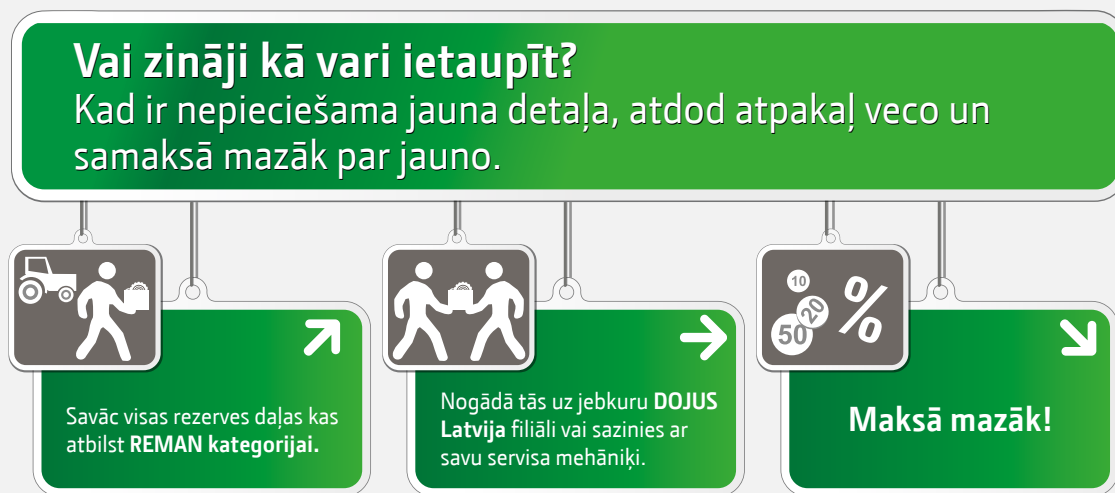 Vai zināji kā vari ietaupīt?
Kad ir nepieciešama jauna detaļa, atdod atpakaļ veco un
samaksā mazāk par jauno.
Savāc visas rezerves daļas kas
atbilst REMAN kategorijai.
Nogādā tās uz jebkuru DOJUS
Latvija filiāli vai sazinies ar
savu servisa mehāniķi.
10
20
50
%
Maksā mazāk!